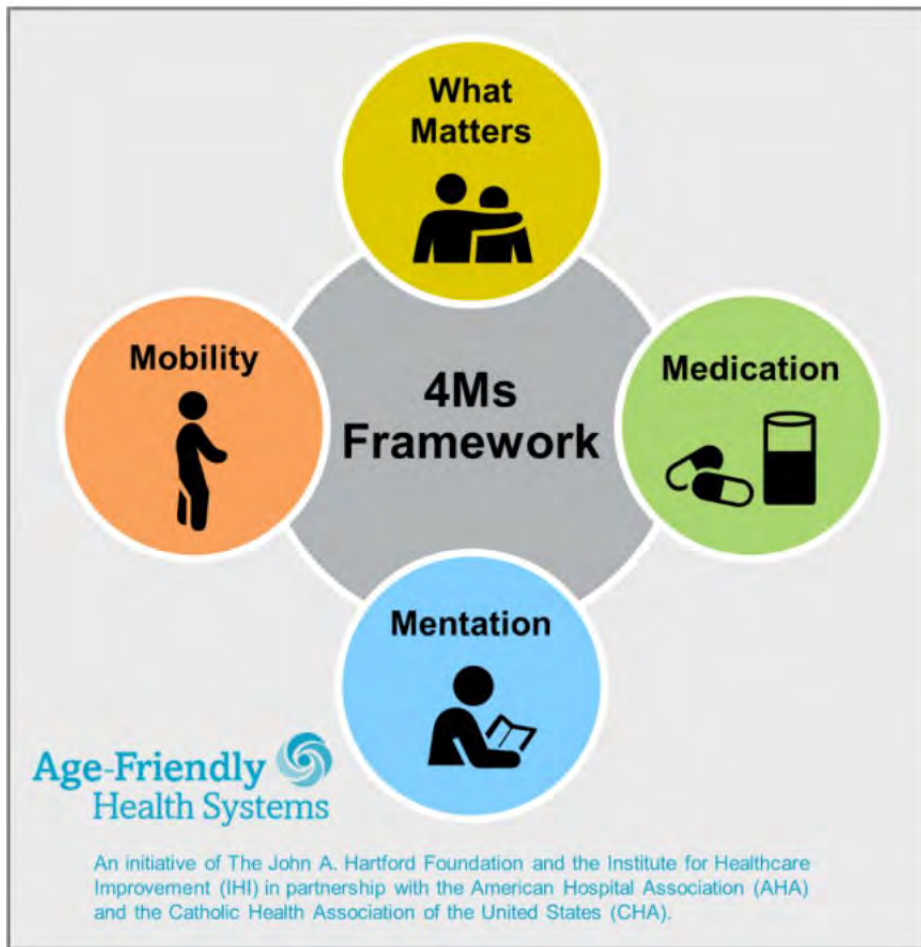 What
Matters
Mobility
4Ms
Framework
Medication
Mentation
Age-Friendly
Health Systems
An initiative of The John A. Hartford Foundation and the Institute for Healthcare
Improvement (IHI) in partnership with the American Hospital Association (AHA)
and the Catholic Health Association of the United States (CHA).